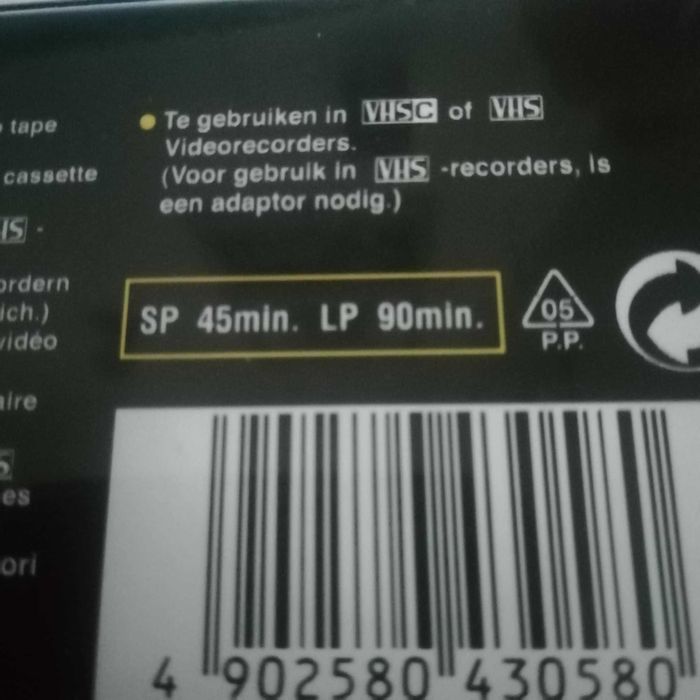 tape
cassette
ordern
ich.)
vidéo
aire
es
ori
Te gebruiken in VHSC of VHS
Videorecorders.
(Voor gebruik in VHS -recorders, is
een adaptor nodig.)
SP 45min. LP 90min.
05
P.P.
4 902580 430580